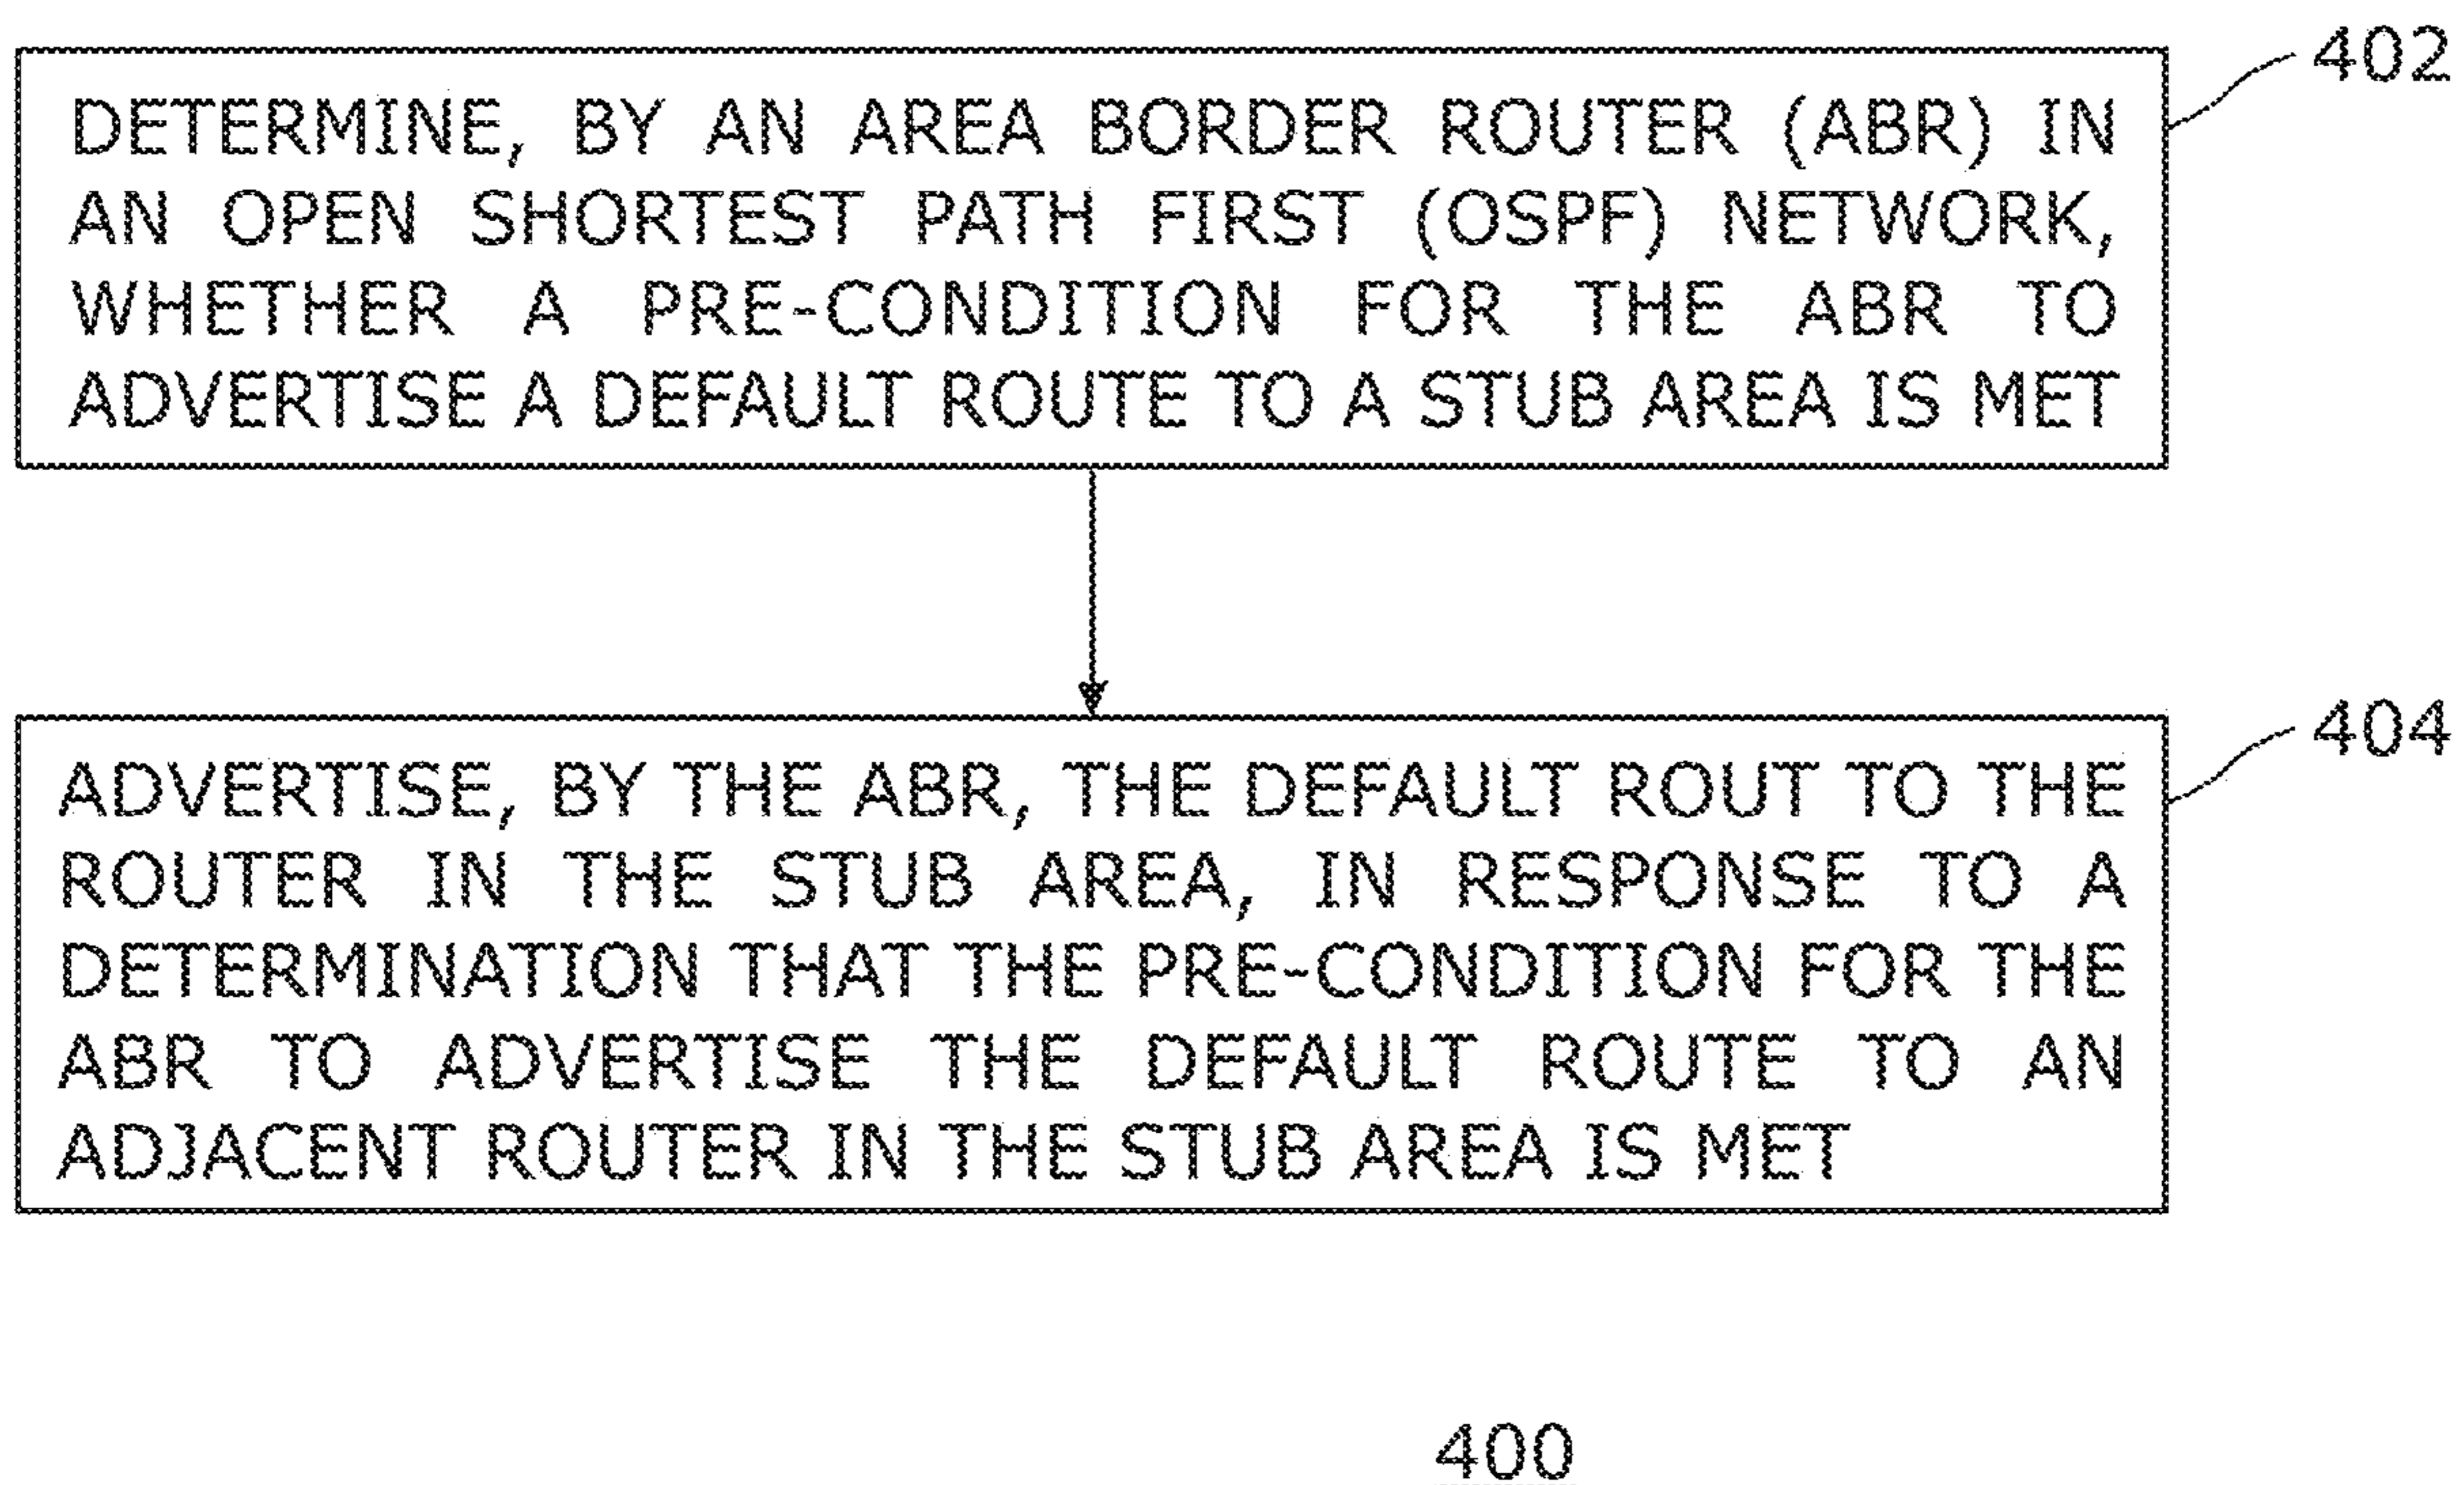 402
DETERMINE, BY AN AREA BORDER ROUTER (ABR) IN
AN OPEN SHORTEST PATH FIRST (OSPF) NETWORK,
WHETHER A PRE-CONDITION FOR THE ABR TO
ADVERTISE A DEFAULT ROUTE TO A STUB AREA IS MET
404
ADVERTISE, BY THE ABR, THE DEFAULT ROUT TO THE
ROUTER IN THE STUB AREA, IN RESPONSE TO A
DETERMINATION THAT THE PRE-CONDITION FOR THE
ABR TO ADVERTISE THE DEFAULT ROUTE TO AN
ADJACENT ROUTER IN THE STUB AREA IS MET
400